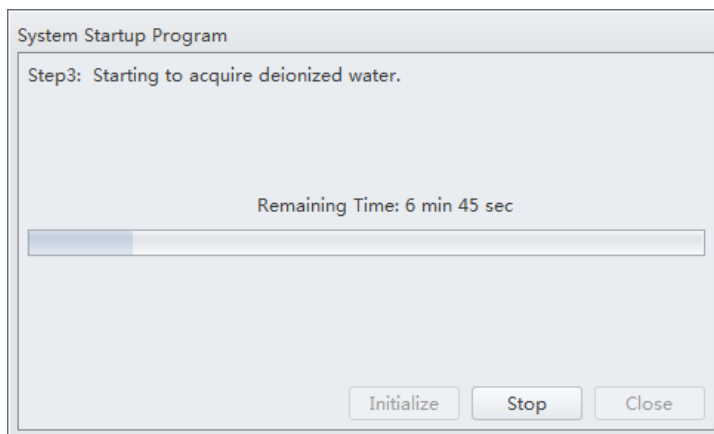 System Startup Program
Step3: Starting to acquire deionized water.
Remaining Time: 6 min 45 sec
Initialize Stop Close